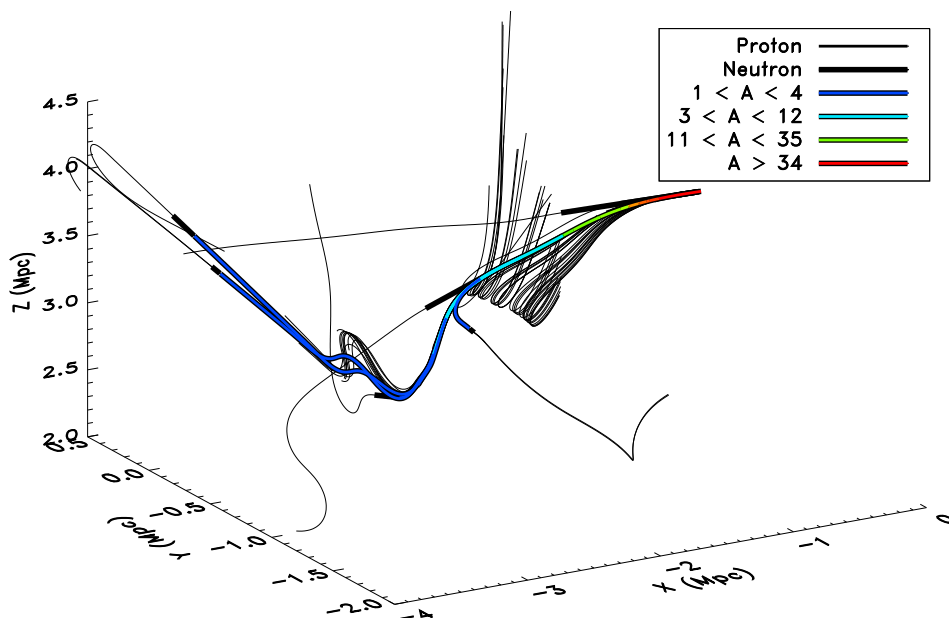 Proton
Neutron
1 < A < 4
3 < A < 12
11 < A < 35
A > 34
4.5
4.0
3.5
3.0
2.5
2.0
Z (Mpc)
0.5
0.0
-0.5
-1.0
-1.5
-2.0
Y (Mpc)
-4
-3
-2
-1
0
X (Mpc)